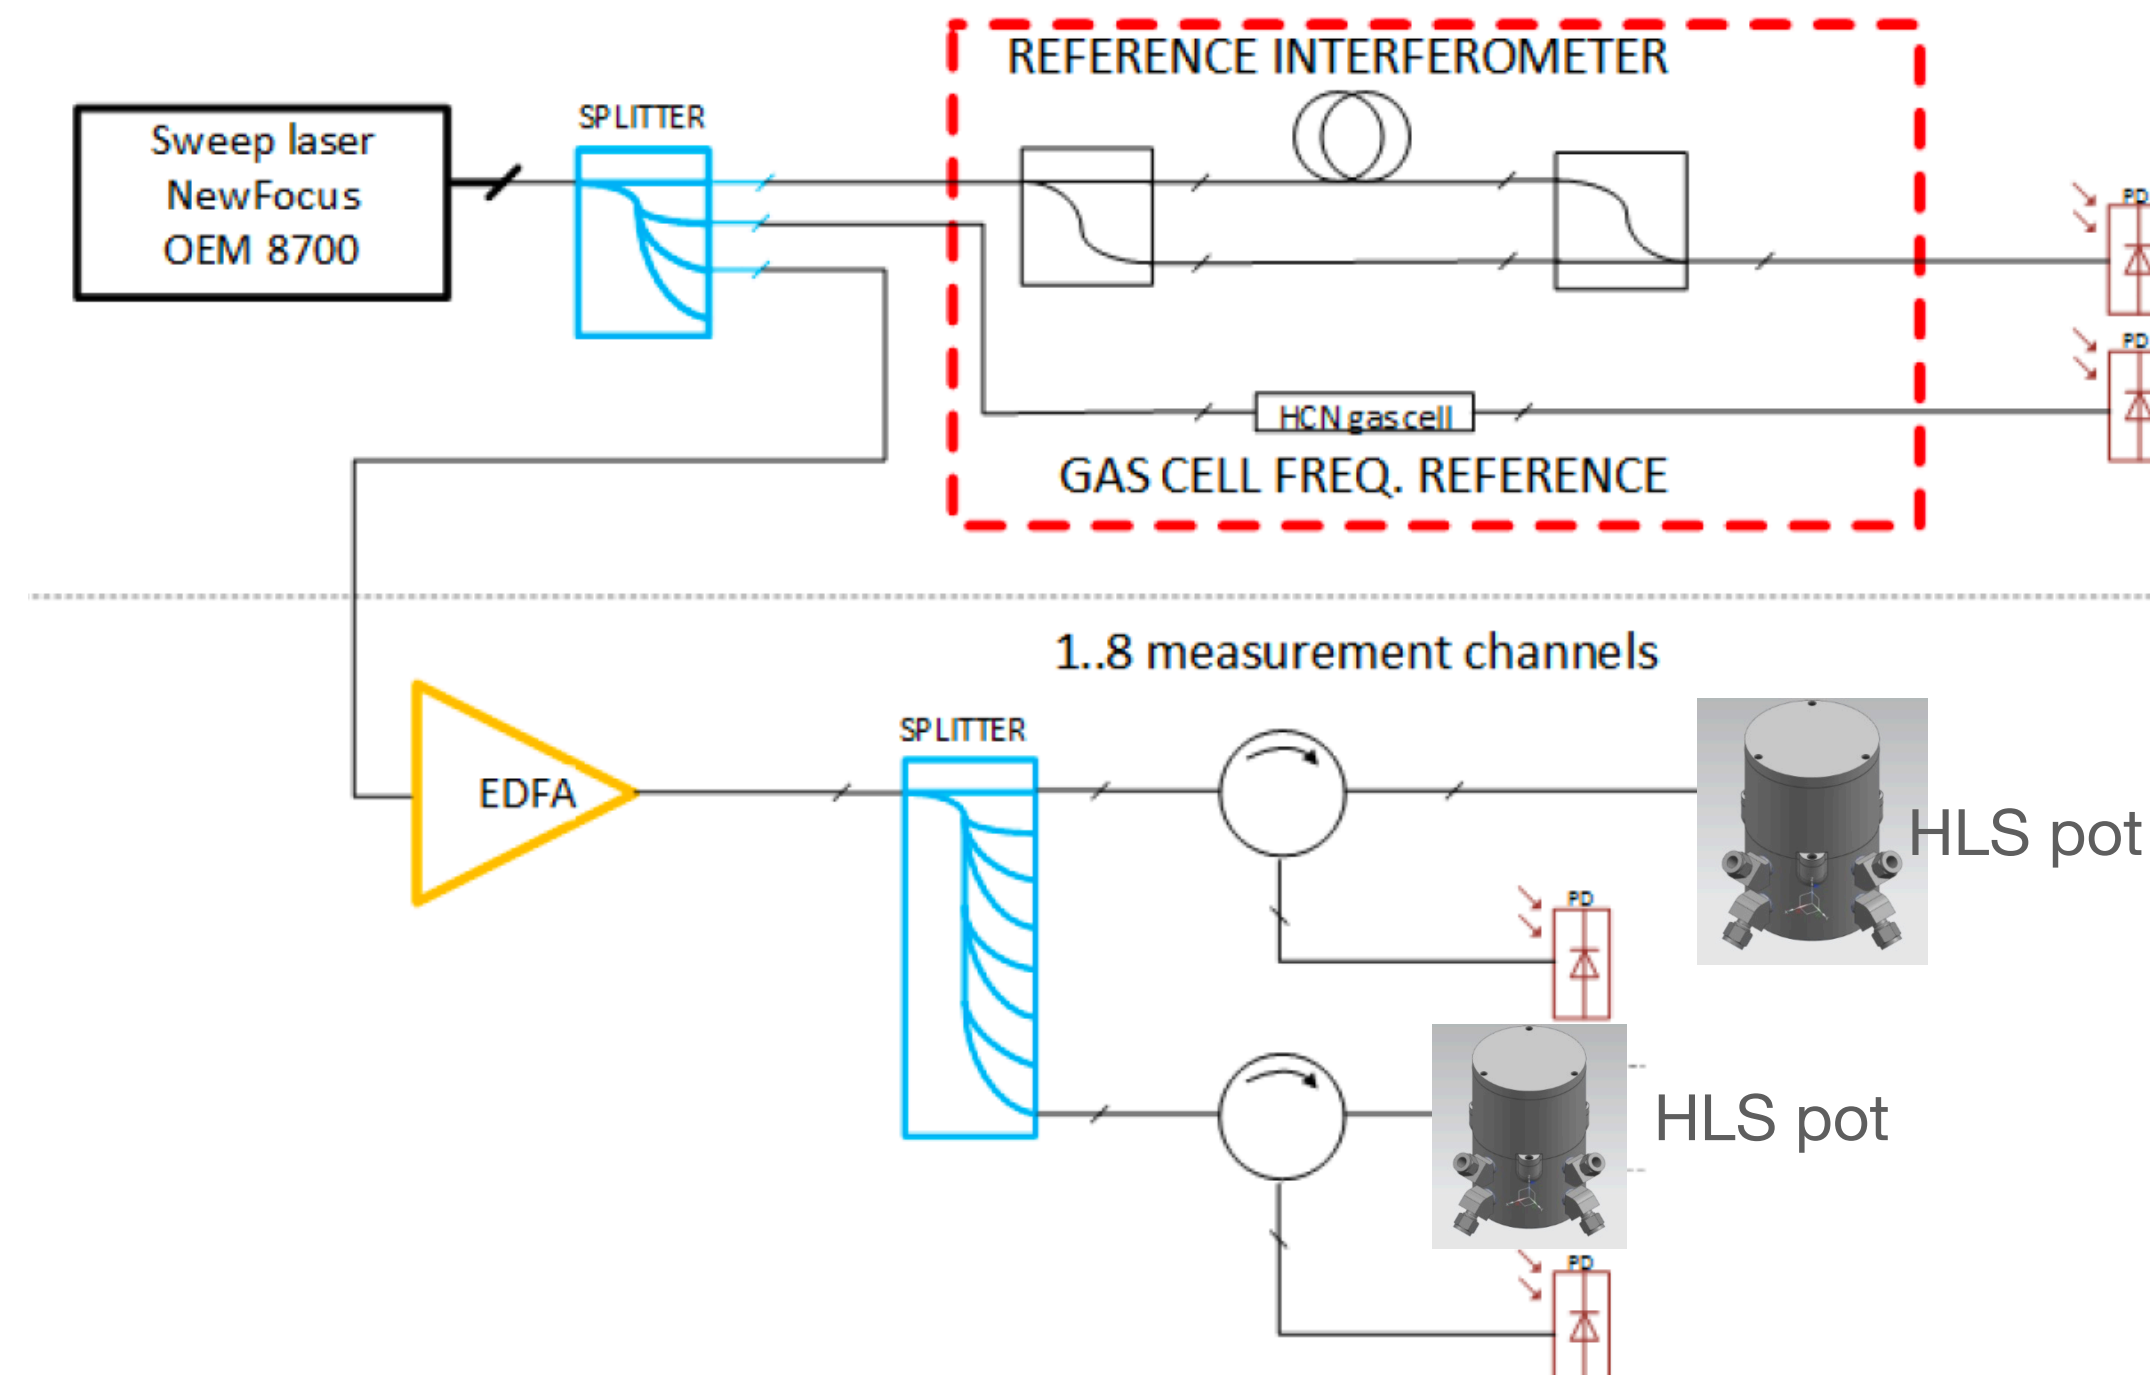 REFERENCE INTERFEROMETER
SPLITTER
Sweep laser
NewFocus
OEM 8700
PD
PD
HCN gas cell
GAS CELL FREQ. REFERENCE
1..8 measurement channels
SPLITTER
EDFA
HLS pot
PD
HLS pot
PD